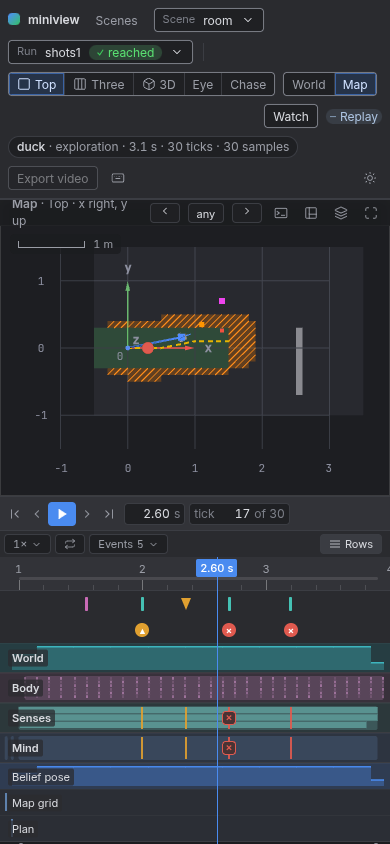 miniview Scenes Scene room
Run shots1 ✓ reached
Top Three 3D Eye Chase World Map
Watch – Replay
duck · exploration · 3.1 s · 30 ticks · 30 samples
Export video
Map · Top · x right, y up
any
1 m
y
1
z
x
0
0
-1
-1 0 1 2 3
2.60 s tick 17 of 30
1× Events 5 Rows
1 2 2.60 s 3 4
World
Body
Senses
Mind
Belief pose
Map grid
Plan